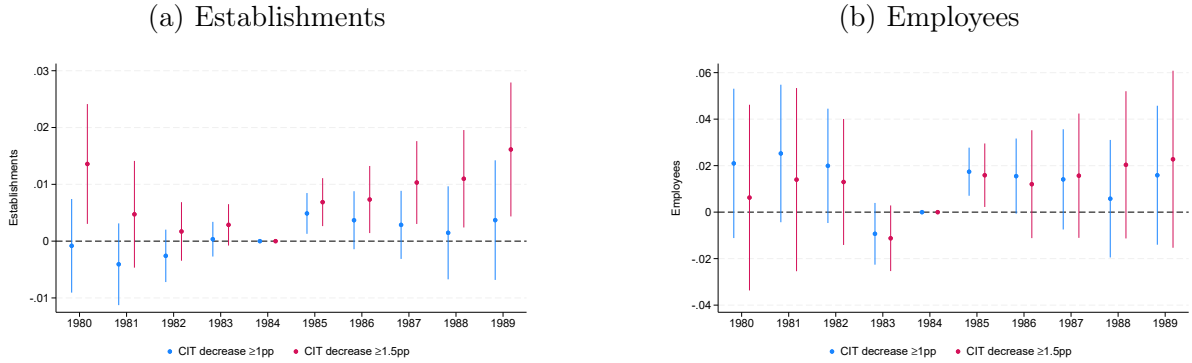 (a) Establishments
.03
.02
.01
0
-.01
Establishments
1980 1981 1982 1983 1984 1985 1986 1987 1988 1989
CIT decrease ≥1pp CIT decrease ≥1.5pp
(b) Employees
.06
.04
.02
0
-.02
-.04
Employees
1980 1981 1982 1983 1984 1985 1986 1987 1988 1989
CIT decrease ≥1pp CIT decrease ≥1.5pp